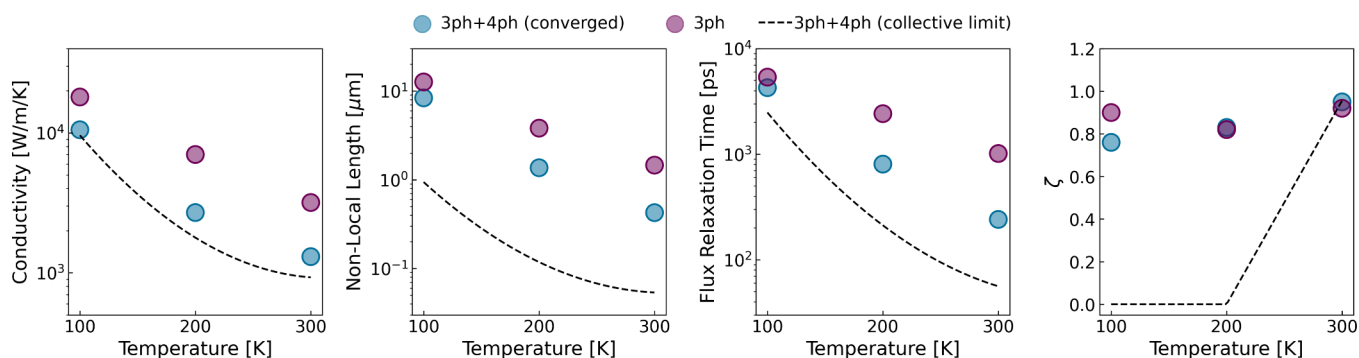 3ph+4ph (converged) 3ph 3ph+4ph (collective limit)
Conductivity [W/m/K]
10⁴
10³
100 200 300
Temperature [K]
Non-Local Length [μm]
10¹
10⁰
10⁻¹
100 200 300
Temperature [K]
Flux Relaxation Time [ps]
10⁴
10³
10²
100 200 300
Temperature [K]
ζ
1.2
1.0
0.8
0.6
0.4
0.2
0.0
100 200 300
Temperature [K]